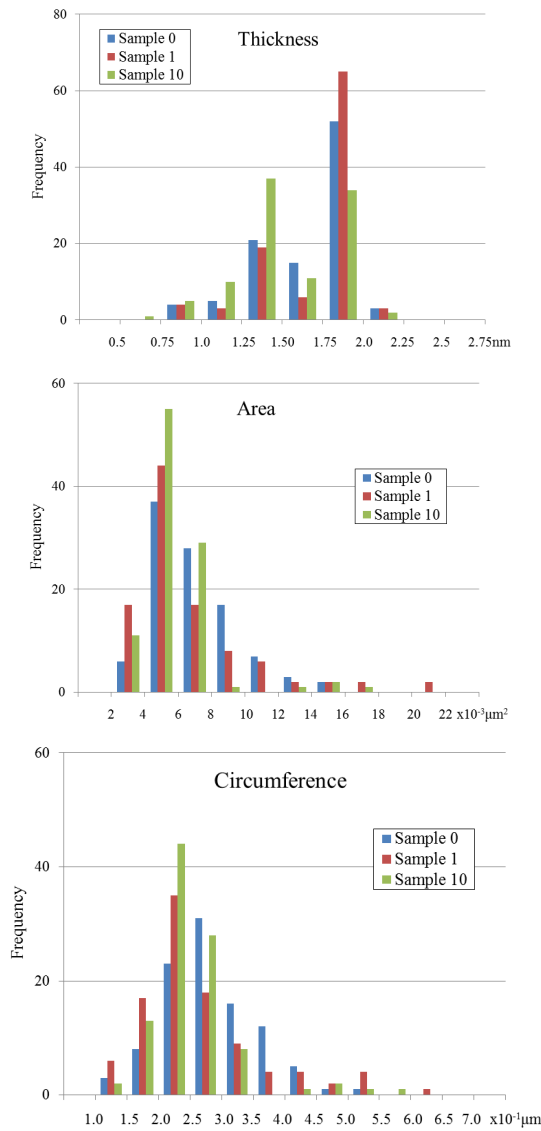 Thickness
Sample 0
Sample 1
Sample 10
Frequency
80
60
40
20
0
0.5 0.75 1.0 1.25 1.50 1.75 2.0 2.25 2.5 2.75nm
Area
Sample 0
Sample 1
Sample 10
Frequency
60
40
20
0
2 4 6 8 10 12 14 16 18 20 22 x10⁻³μm²
Circumference
Sample 0
Sample 1
Sample 10
Frequency
60
40
20
0
1.0 1.5 2.0 2.5 3.0 3.5 4.0 4.5 5.0 5.5 6.0 6.5 7.0 x10⁻¹μm